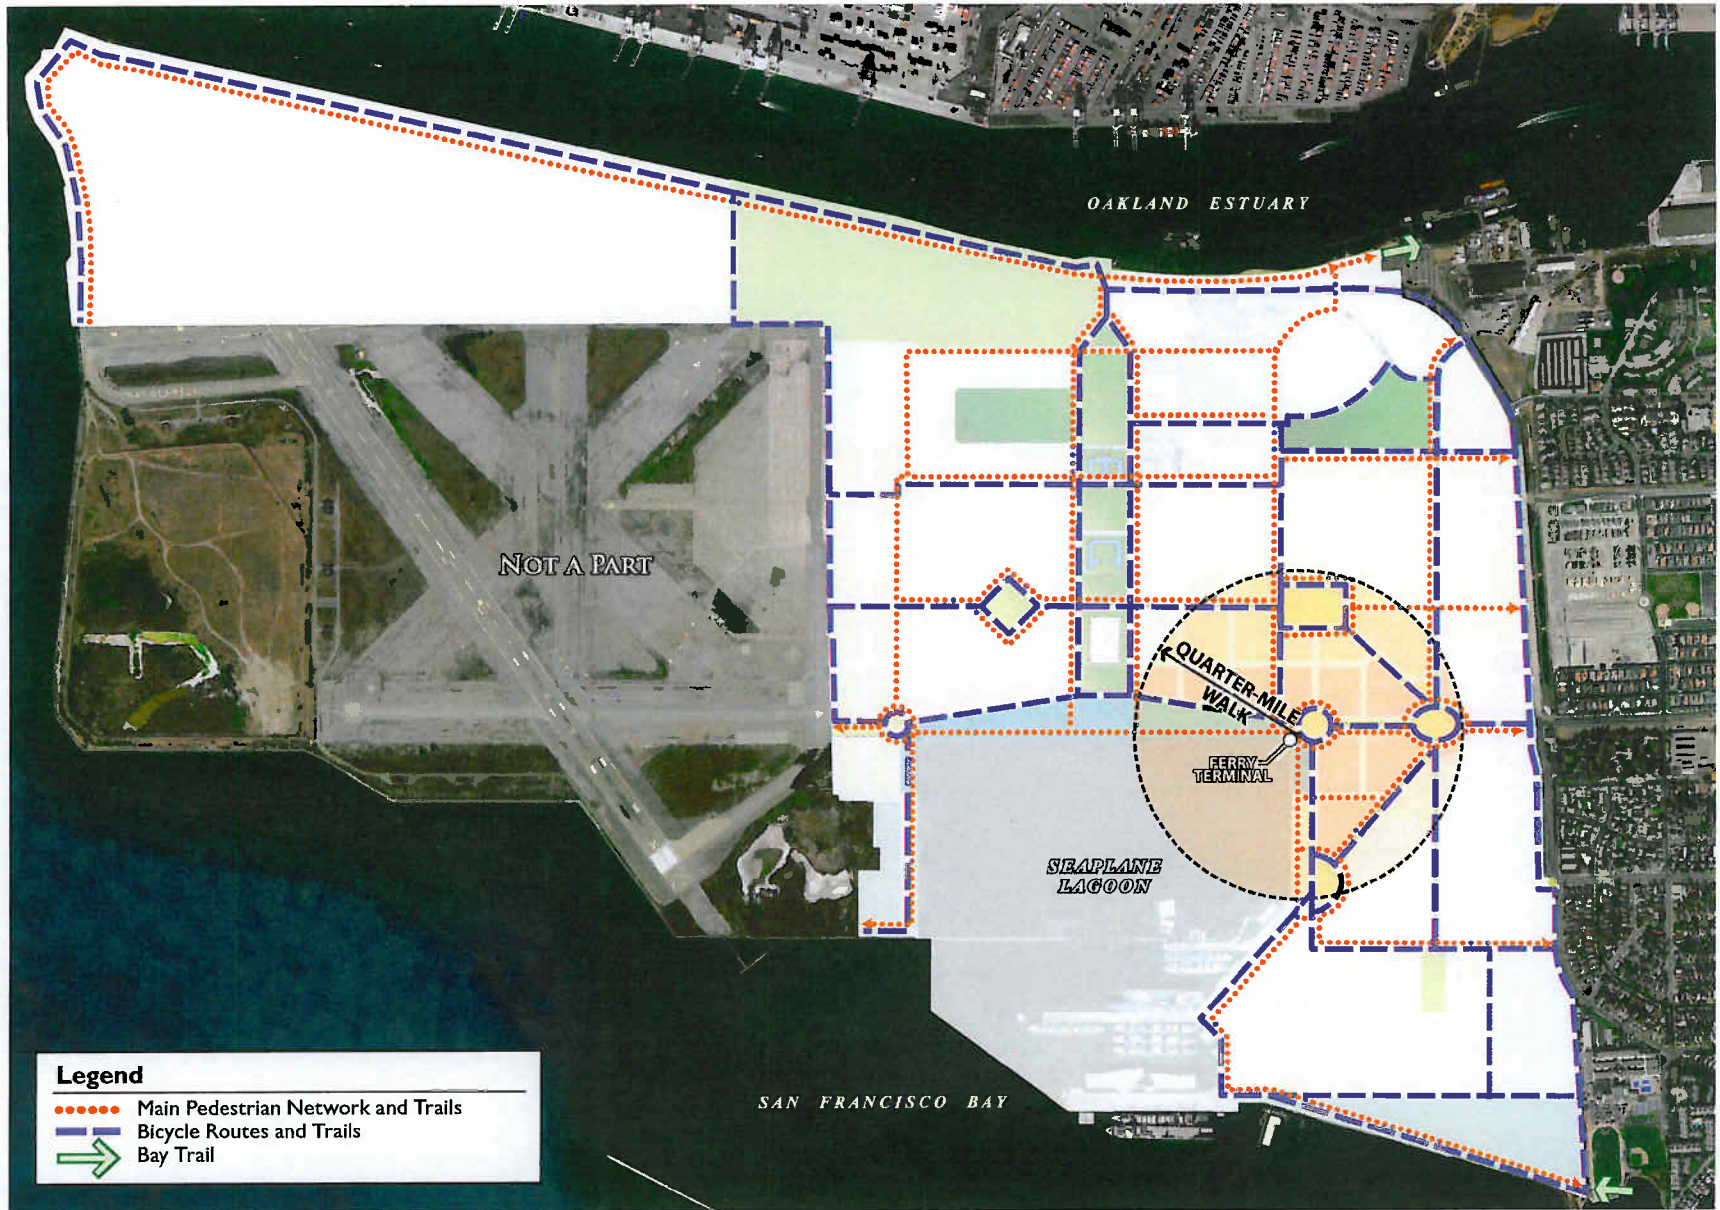 OAKLAND ESTUARY
NOT A PART
QUARTER-MILE
WALK
FERRY
TERMINAL
SEAPLANE
LAGOON
SAN FRANCISCO BAY
Legend
Main Pedestrian Network and Trails
Bicycle Routes and Trails
Bay Trail